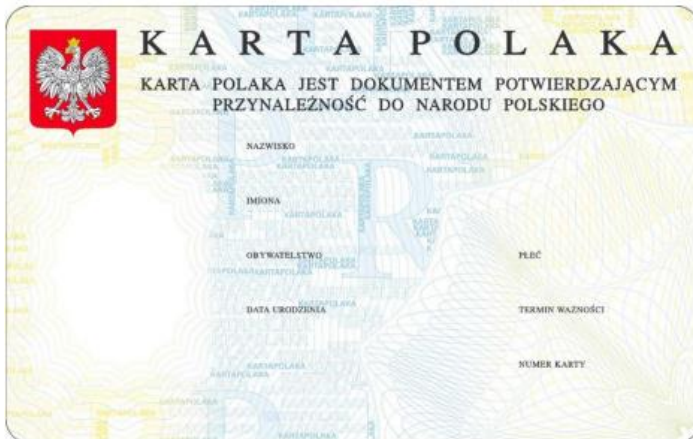 KARTA POLAKA
KARTA POLAKA JEST DOKUMENTEM POTWIERDZAJĄCYM
PRZYNALEŻNOŚĆ DO NARODU POLSKIEGO
NAZWISKO
IMIONA
OBYWATELSTWO
PŁEĆ
DATA URODZENIA
TERMIN WAŻNOŚCI
NUMER KARTY